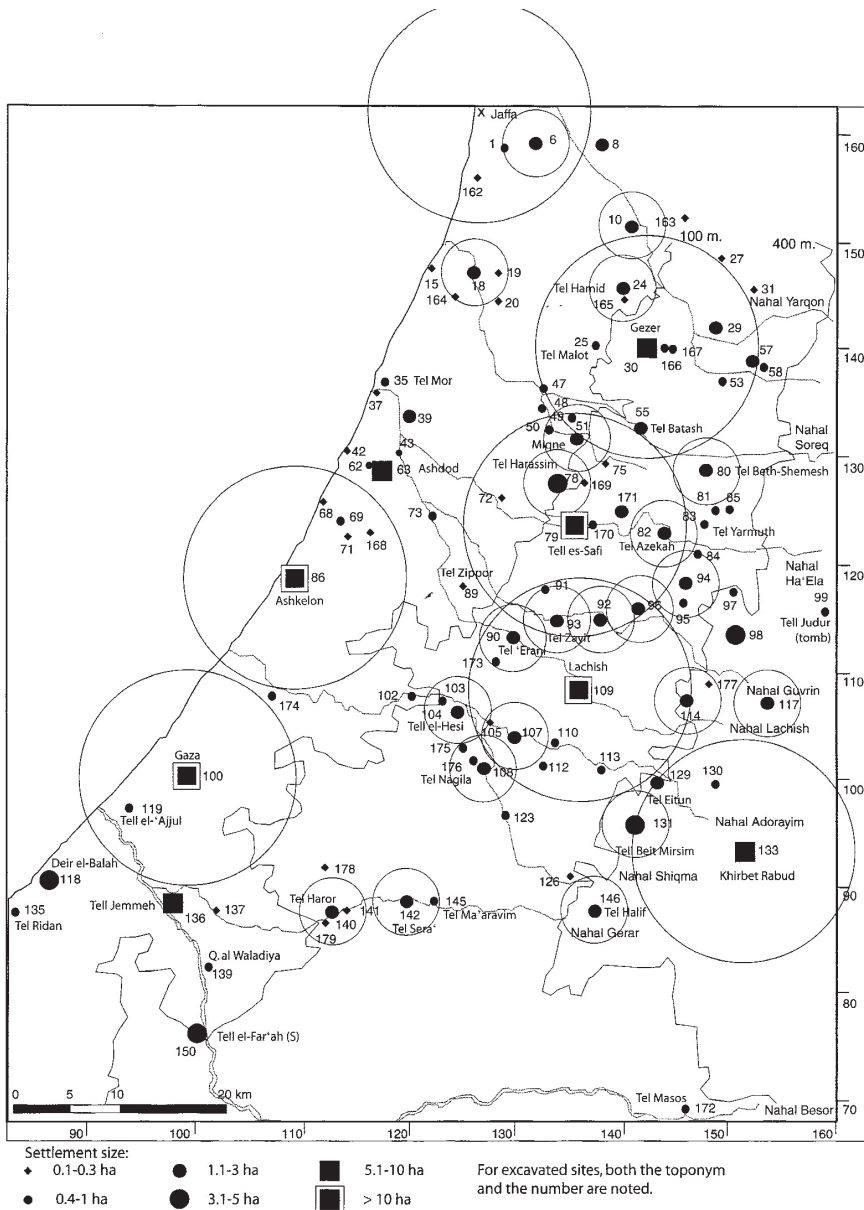 Jaffa
160
1
6
8
162
10
163
100 m.
400 m.
150
15
18
19
27
164
20
Tel Hamid
24
31
165
Nahal Yarqon
Gezer
29
25
Tel Malot
30
166
167
57
58
140
35
Tel Mor
37
47
53
39
48
49
55
50
51
Tel Batash
Nahal
Soreq
42
43
Miqne
62
63
Ashdod
Tel Harassim
78
75
130
80
Tel Beth-Shemesh
169
68
69
72
171
81
85
73
83
71
168
79
170
82
Tel Yarmuth
Tell es-Safi
Tel Azekah
84
120
86
Ashkelon
Tel Zippor
89
91
94
Nahal
Ha'Ela
99
97
92
96
95
Tell Judur
(tomb)
90
93
Tel Zayit
98
Tel 'Erani
173
Lachish
110
109
177
Nahal Guvrin
174
102
103
117
104
114
Tell el-Hesi
105
107
110
Nahal Lachish
Gaza
175
100
176
108
112
113
129
130
100
Tel Nagila
Tel Eitun
119
Tell el-'Ajjul
123
131
Nahal Adorayim
Deir el-Balah
Tell Beit Mirsim
133
118
178
126
Nahal Shiqma
Khirbet Rabud
90
Tell Jemmeh
Tel Haror
146
135
136
137
141
142
145
Tel Ma'aravim
Tel Halif
Tel Ridan
140
Tel Sera'
179
Nahal Gerar
Q. al Waladiya
139
80
150
Tell el-Far'ah (S)
0 5 10 20 km
Tel Masos
172
Nahal Besor
70
90 100 110 120 130 140 150 160
Settlement size:
0.1-0.3 ha 1.1-3 ha 5.1-10 ha
0.4-1 ha 3.1-5 ha > 10 ha
For excavated sites, both the toponym
and the number are noted.